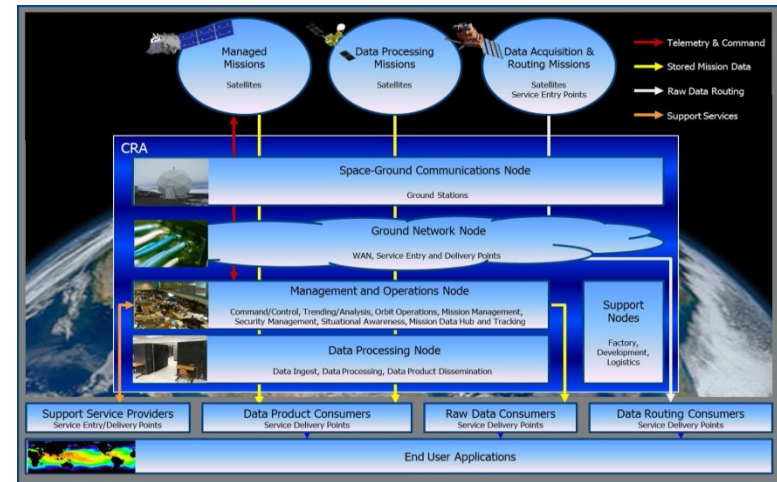 Managed
Missions
Satellites
Data Processing
Missions
Satellites
Data Acquisition &
Routing Missions
Satellites
Service Entry Points
Telemetry & Command
Stored Mission Data
Raw Data Routing
Support Services
CRA
Space-Ground Communications Node
Ground Stations
Ground Network Node
WAN, Service Entry and Delivery Points
Management and Operations Node
Command/Control, Trending/Analysis, Orbit Operations, Mission Management,
Security Management, Situational Awareness, Mission Data Hub and Tracking
Support
Nodes
Factory,
Development,
Logistics
Data Processing Node
Data Ingest, Data Processing, Data Product Dissemination
Support Service Providers
Service Entry/Delivery Points
Data Product Consumers
Service Delivery Points
Raw Data Consumers
Service Delivery Points
Data Routing Consumers
Service Delivery Points
End User Applications